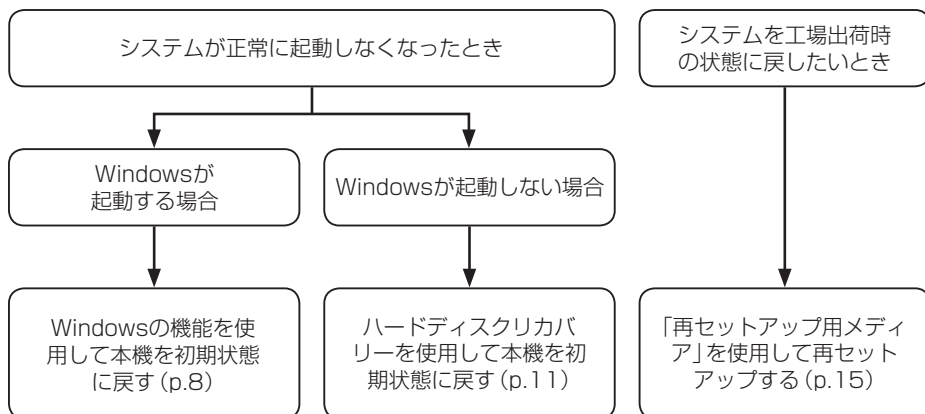 システムが正常に起動しなくなったとき
システムを工場出荷時
の状態に戻したいとき
Windowsが
起動する場合
Windowsが起動しない場合
Windowsの機能を使
用して本機を初期状態
に戻す(p.8)
ハードディスクリカバ
リーを使用して本機を初
期状態に戻す(p.11)
「再セットアップ用メディ
ア」を使用して再セット
アップする(p.15)